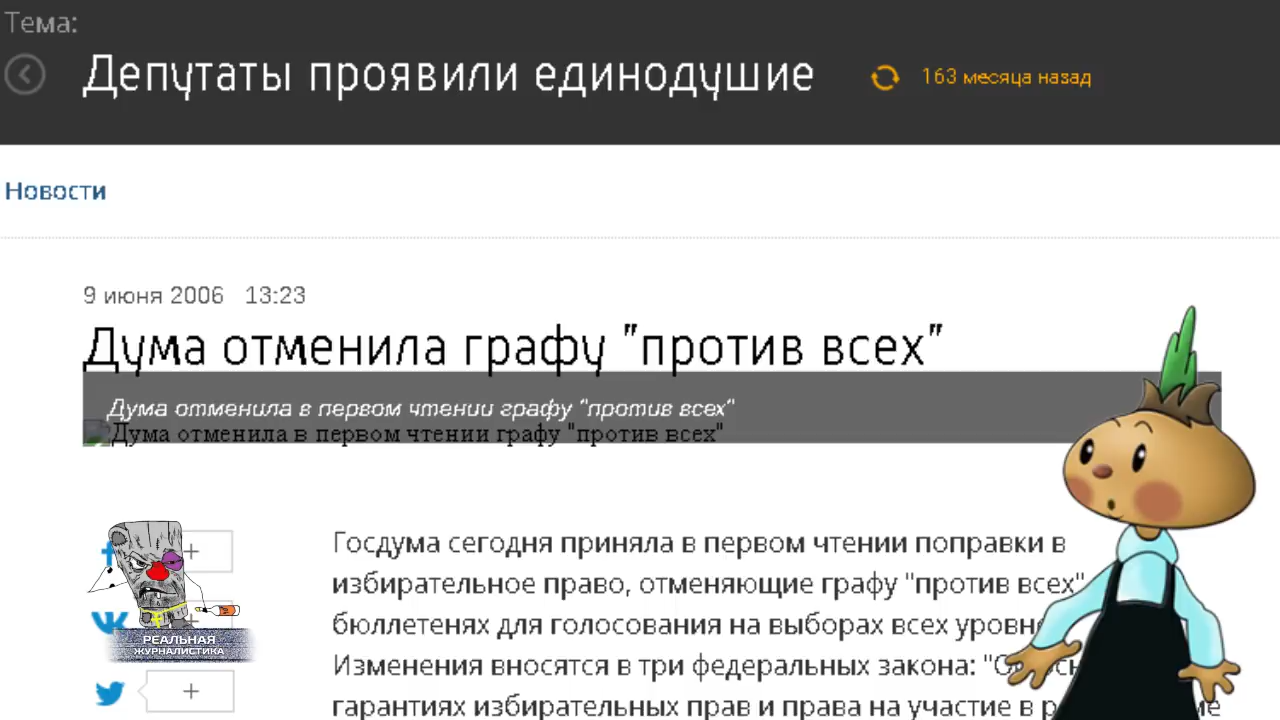 Тема:
Депутаты проявили единодушие
163 месяца назад
Новости
9 июня 2006 13:23
Дума отменила графу "против всех"
Дума отменила в первом чтении графу "против всех"
Дума отменила в первом чтении графу "против всех"
Госдума сегодня приняла в первом чтении поправки в
избирательное право, отменяющие графу "против всех"
бюллетенях для голосования на выборах всех
Изменения вносятся в три федеральных закона:
гарантиях избирательных прав и права на участие в
РЕАЛЬНАЯ
ЖУРНАЛИСТИКА